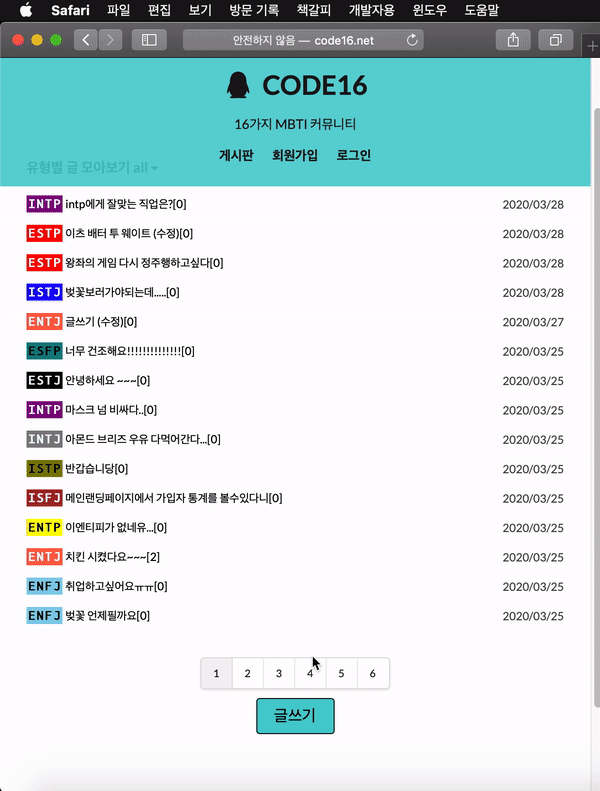 Safari 파일 편집 보기 방문 기록 책갈피 개발자용 윈도우 도움말
안전하지 않음 — code16.net
CODE16
16가지 MBTI 커뮤니티
게시판 회원가입 로그인
유형별 글 모아보기 all
INTP intp에게 잘맞는 직업은?[0] 2020/03/28
ESTP 이츠 배터 투 웨이트 (수정)[0] 2020/03/28
ESTP 왕좌의 게임 다시 정주행하고싶다[0] 2020/03/28
ISTJ 벚꽃보러가야되는데.....[0] 2020/03/28
ENTJ 글쓰기 (수정)[0] 2020/03/27
ESFP 너무 건조해요!!!!!!!!!!!!!!![0] 2020/03/25
ESTJ 안녕하세요 ~~~[0] 2020/03/25
INTP 마스크 넘 비싸다..[0] 2020/03/25
INTJ 아몬드 브리즈 우유 다먹어간다...[0] 2020/03/25
ISTP 반갑습니당[0] 2020/03/25
ISFJ 메인랜딩페이지에서 가입자 통계를 볼수있다니[0] 2020/03/25
ENTP 이엔티피가 없네유...[0] 2020/03/25
ENTJ 치킨 시켰다요~~~[2] 2020/03/25
ENFJ 취업하고싶어요ㅠㅠ[0] 2020/03/25
ENFJ 벚꽃 언제필까요[0] 2020/03/25
1 2 3 4 5 6
글쓰기